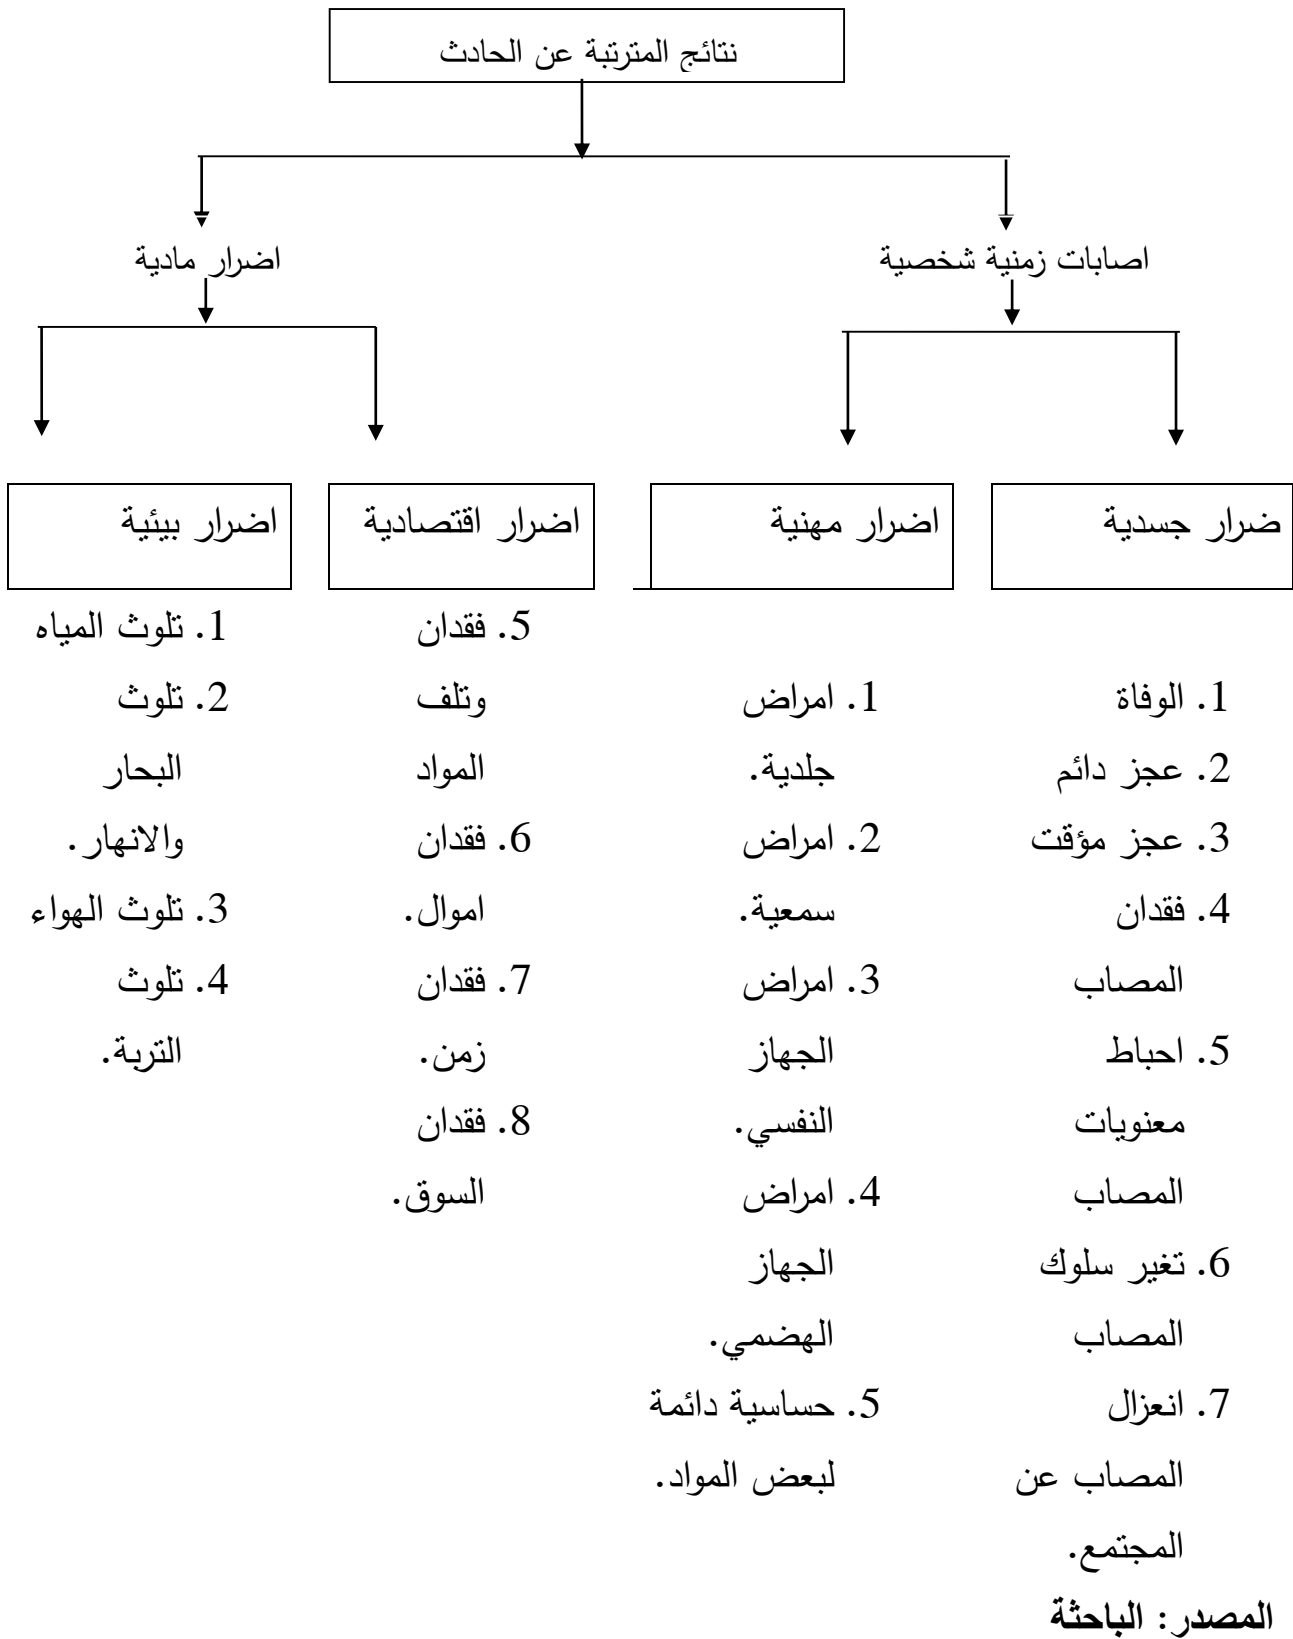 نتائج المترتبة عن الحادث
اصابات زمنية شخصية
اضرار مادية
ضرار جسدية
1. الوفاة
2. عجز دائم
3. عجز مؤقت
4. فقدان
المصاب
5. احباط
معنويات
المصاب
6. تغير سلوك
المصاب
7. انعزال
المصاب عن
المجتمع.
اضرار مهنية
1. امراض
جلدية.
2. امراض
سمعية.
3. امراض
الجهاز
النفسي.
4. امراض
الجهاز
الهضمي.
5. حساسية دائمة
لبعض المواد.
اضرار اقتصادية
5. فقدان
وتلف
المواد
6. فقدان
اموال.
7. فقدان
زمن.
8. فقدان
السوق.
اضرار بيئية
1. تلوث المياه
2. تلوث
البحار
والانهار.
3. تلوث الهواء
4. تلوث
التربة.
المصدر: الباحثة